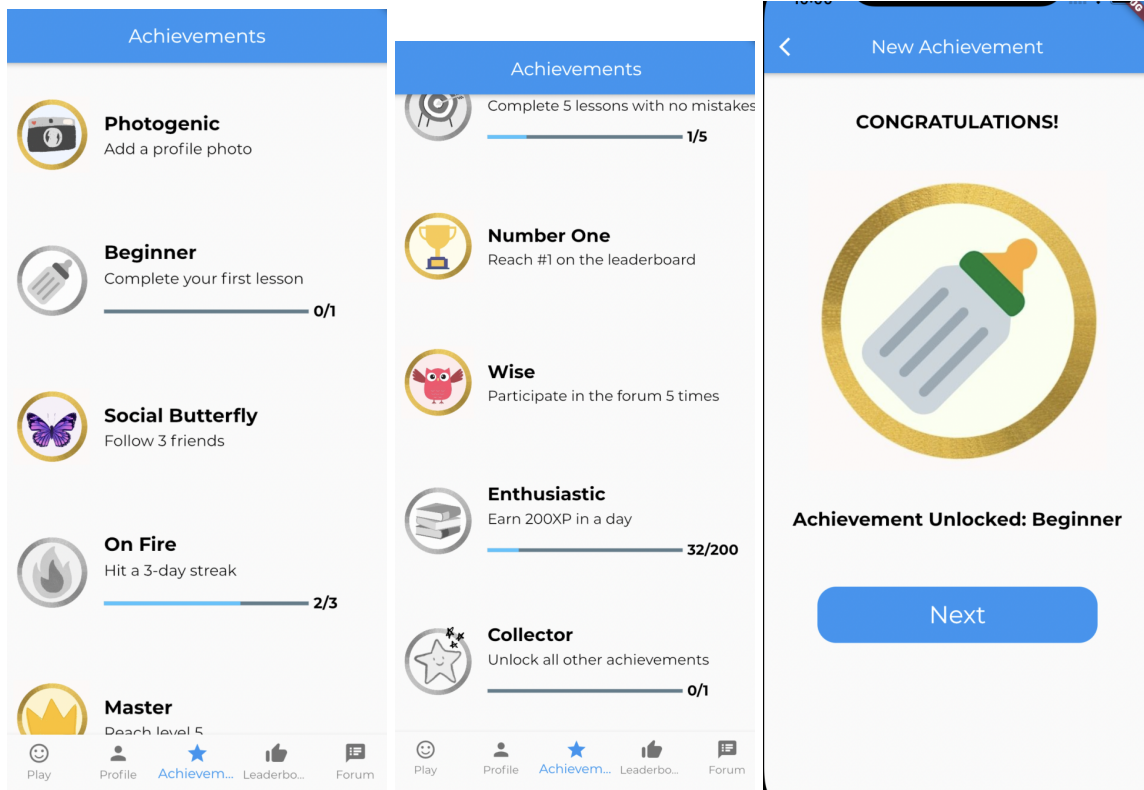 Achievements
Photogenic
Add a profile photo
Beginner
Complete your first lesson
0/1
Social Butterfly
Follow 3 friends
On Fire
Hit a 3-day streak
2/3
Master
Reach level 5
Play
Profile
Achievem...
Leaderbo...
Forum
Achievements
Complete 5 lessons with no mistakes
1/5
Number One
Reach #1 on the leaderboard
Wise
Participate in the forum 5 times
Enthusiastic
Earn 200XP in a day
32/200
Collector
Unlock all other achievements
0/1
Play
Profile
Achievem...
Leaderbo...
Forum
New Achievement
CONGRATULATIONS!
Achievement Unlocked: Beginner
Next